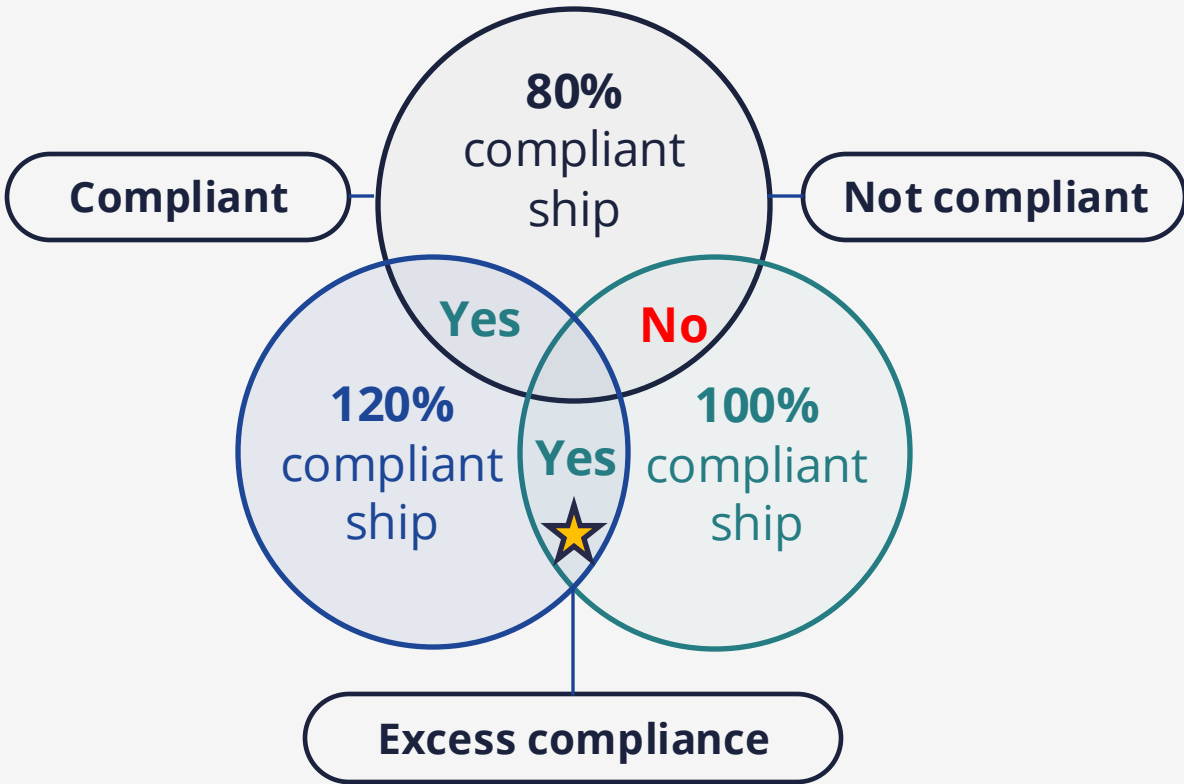 80%
compliant
ship
Compliant
Not compliant
Yes
No
120%
compliant
ship
Yes
100%
compliant
ship
Excess compliance